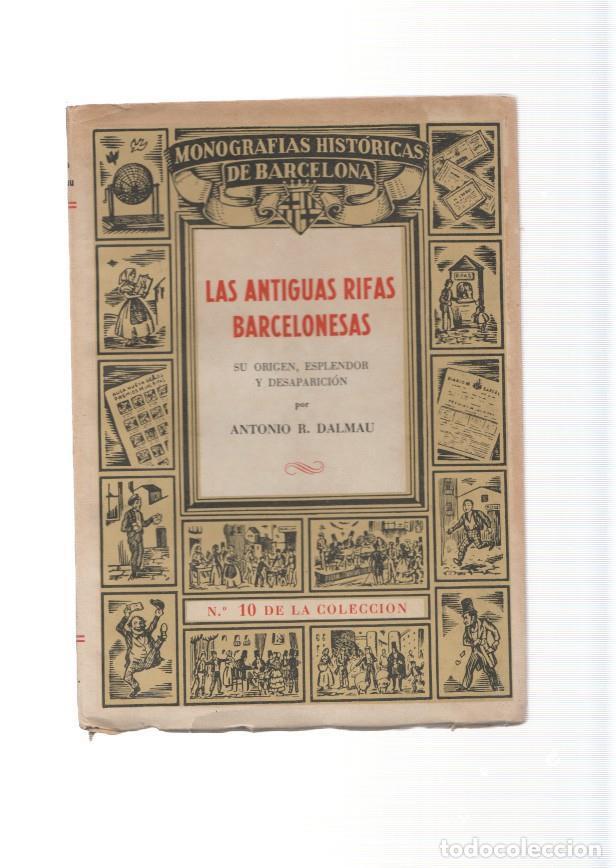 MONOGRAFIAS HISTÓRICAS
DE BARCELONA
LAS ANTIGUAS RIFAS
BARCELONESAS
SU ORIGEN, ESPLENDOR
Y DESAPARICIÓN
por
ANTONIO R. DALMAU
RIFAS
N.º 10 DE LA COLECCION
todocoleccion